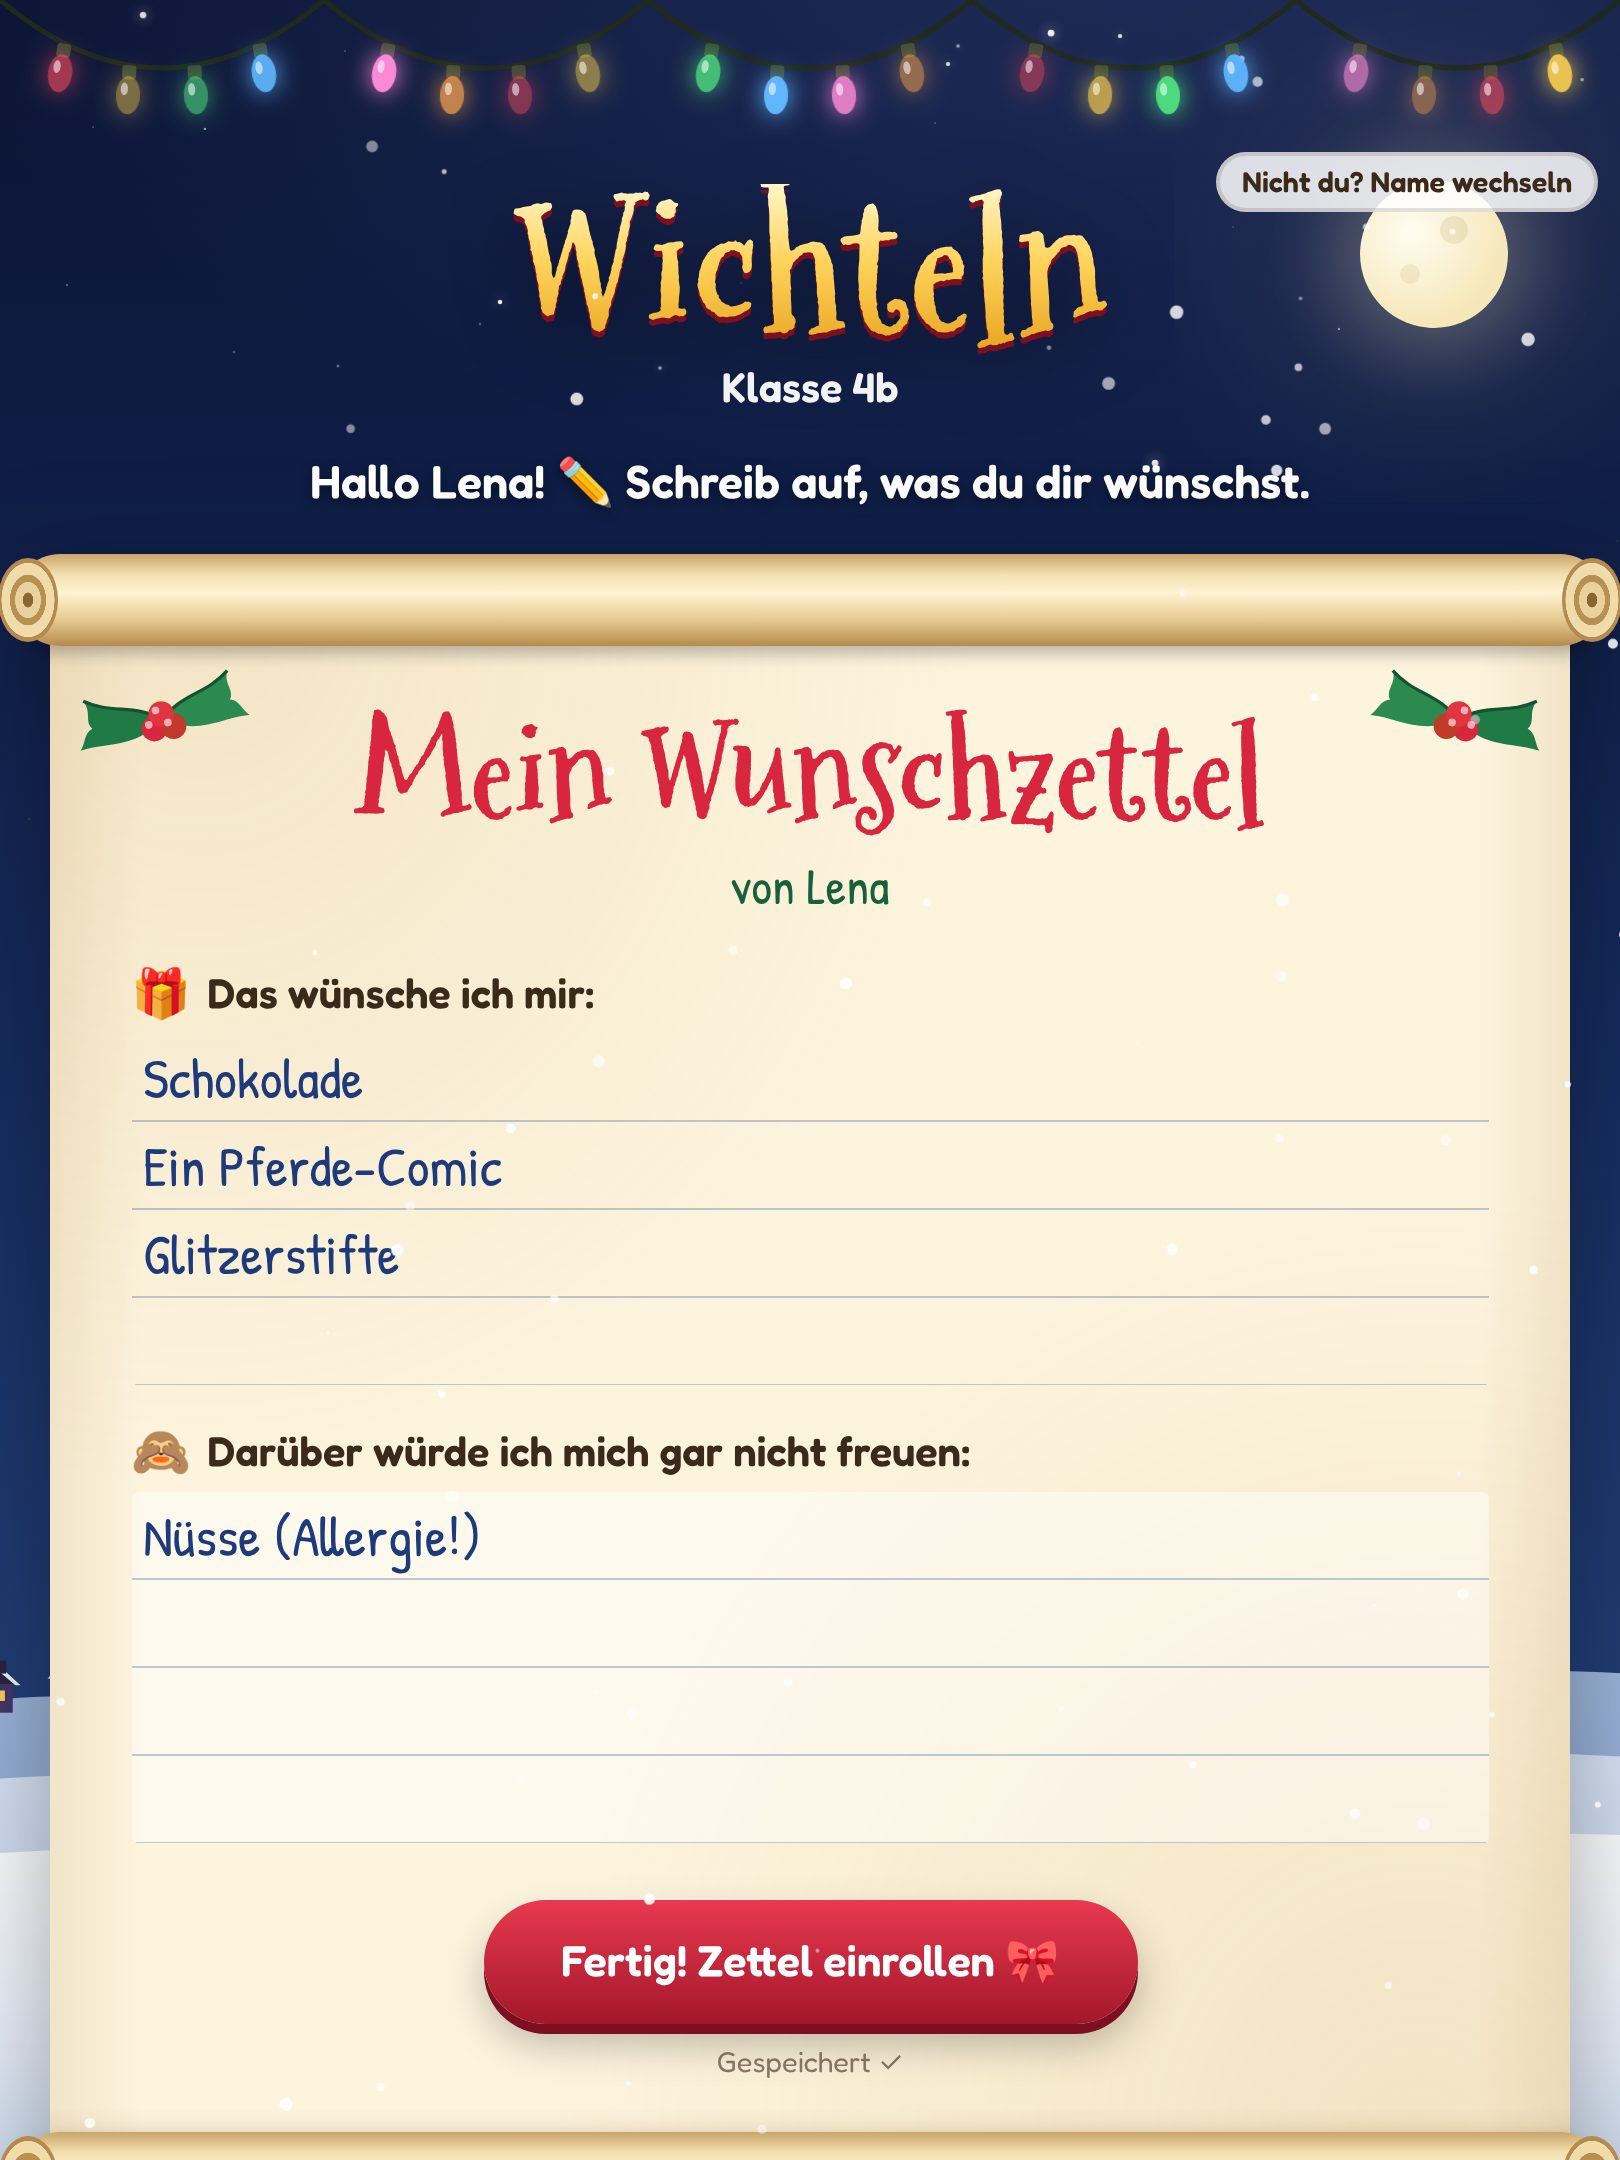 Nicht du? Name wechseln
Wichteln
Klasse 4b
Hallo Lena! ✏️ Schreib auf, was du dir wünschst.
Mein Wunschzettel
von Lena
🎁 Das wünsche ich mir:
Schokolade
Ein Pferde-Comic
Glitzerstifte
🙈 Darüber würde ich mich gar nicht freuen:
Nüsse (Allergie!)
Fertig! Zettel einrollen 🎀
Gespeichert ✓